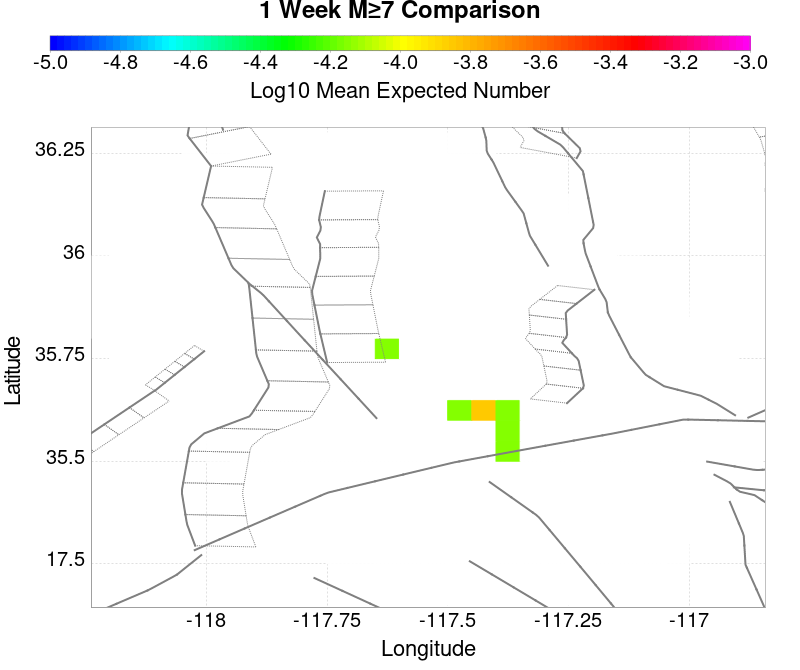 1 Week M≥7 Comparison
-5.0 -4.8 -4.6 -4.4 -4.2 -4.0 -3.8 -3.6 -3.4 -3.2 -3.0
Log10 Mean Expected Number
36.25
36
35.75
35.5
17.5
Latitude
-118 -117.75 -117.5 -117.25 -117
Longitude